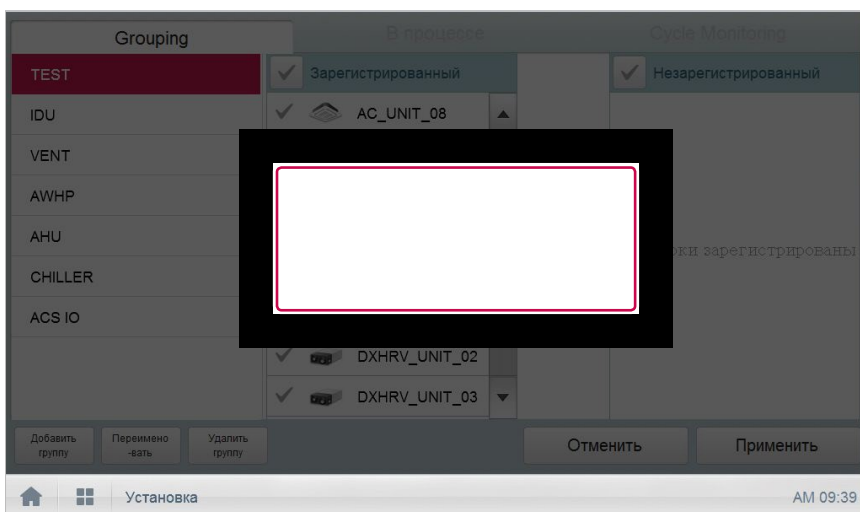 Grouping
В процессе
Cycle Monitoring
TEST
Зарегистрированный
Незарегистрированный
IDU
AC_UNIT_08
VENT
AWHP
AHU
ки зарегистрированы
CHILLER
ACS IO
DXHRV_UNIT_02
DXHRV_UNIT_03
Добавить
группу
Переимено
-вать
Удалить
группу
Отменить
Применить
Установка
AM 09:39